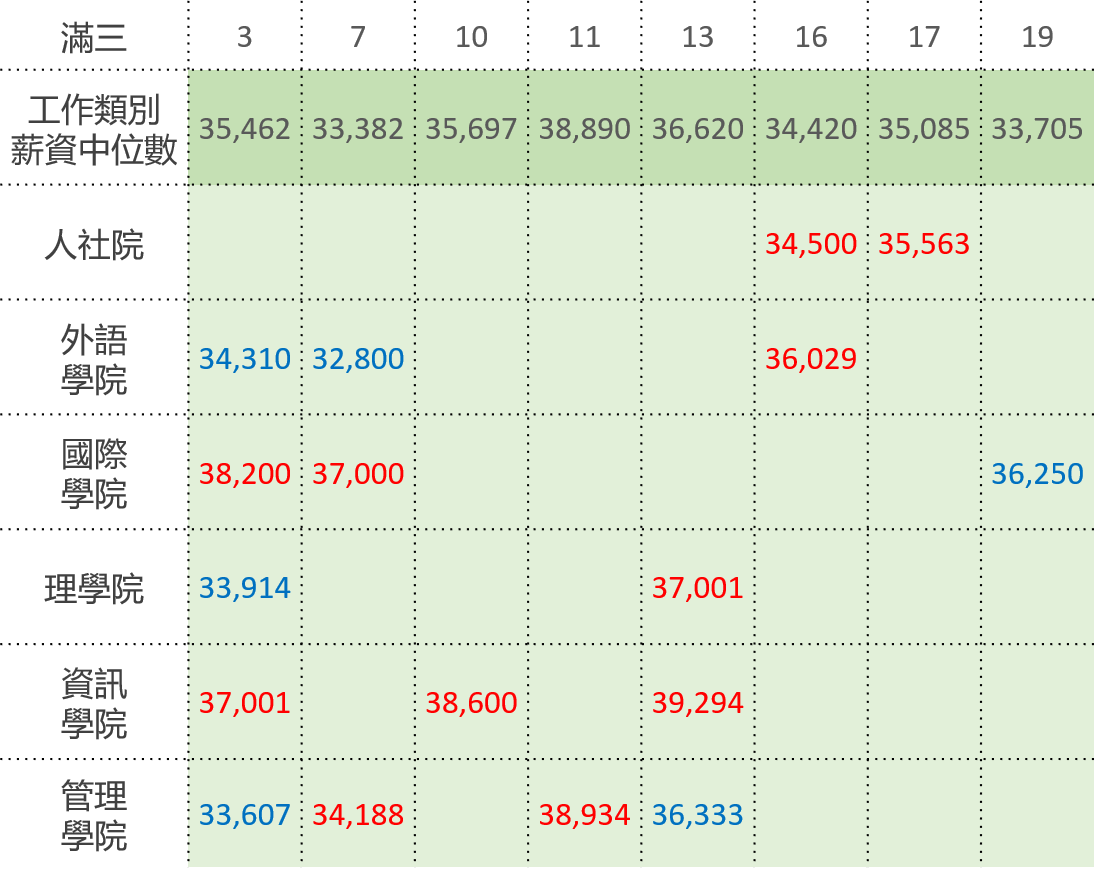 滿三 3 7 10 11 13 16 17 19
工作類別
薪資中位數 35,462 33,382 35,697 38,890 36,620 34,420 35,085 33,705
人社院 34,500 35,563
外語
學院 34,310 32,800 36,029
國際
學院 38,200 37,000 36,250
理學院 33,914 37,001
資訊
學院 37,001 38,600 39,294
管理
學院 33,607 34,188 38,934 36,333